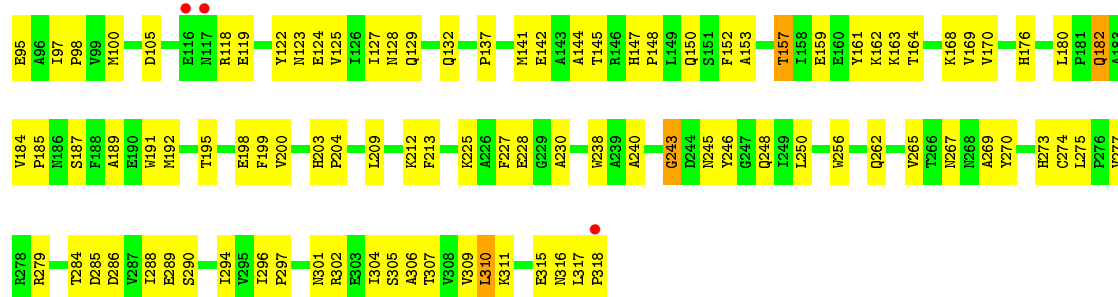 E95 A96 I97 P98 V99 M100 D105 E116 N117 R118 E119 Y122 N123 E124 V125 I126 I127 N128 Q129 Q132 P137 M141 E142 A143 A144 T145 R146 H147 P148 L149 Q150 S151 F152 A153 T157 I158 E159 E160 Y161 K162 K163 T164 K168 V169 V170 H176 L180 P181 Q182 A183
V184 P185 N186 S187 F188 A189 E190 W191 M192 T195 E198 F199 V200 H203 P204 L209 K212 F213 K225 A226 F227 E228 G229 A230 W238 A239 A240 G243 D244 N245 Y246 G247 Q248 I249 L250 W256 Q262 V265 T266 N267 N268 A269 Y270 H273 C274 L275 P276 V277
R278 R279 T284 D285 D286 V287 I288 E289 S290 I294 V295 I296 P297 N301 R302 E303 I304 S305 A306 T307 V308 V309 L310 K311 E315 N316 L317 P318